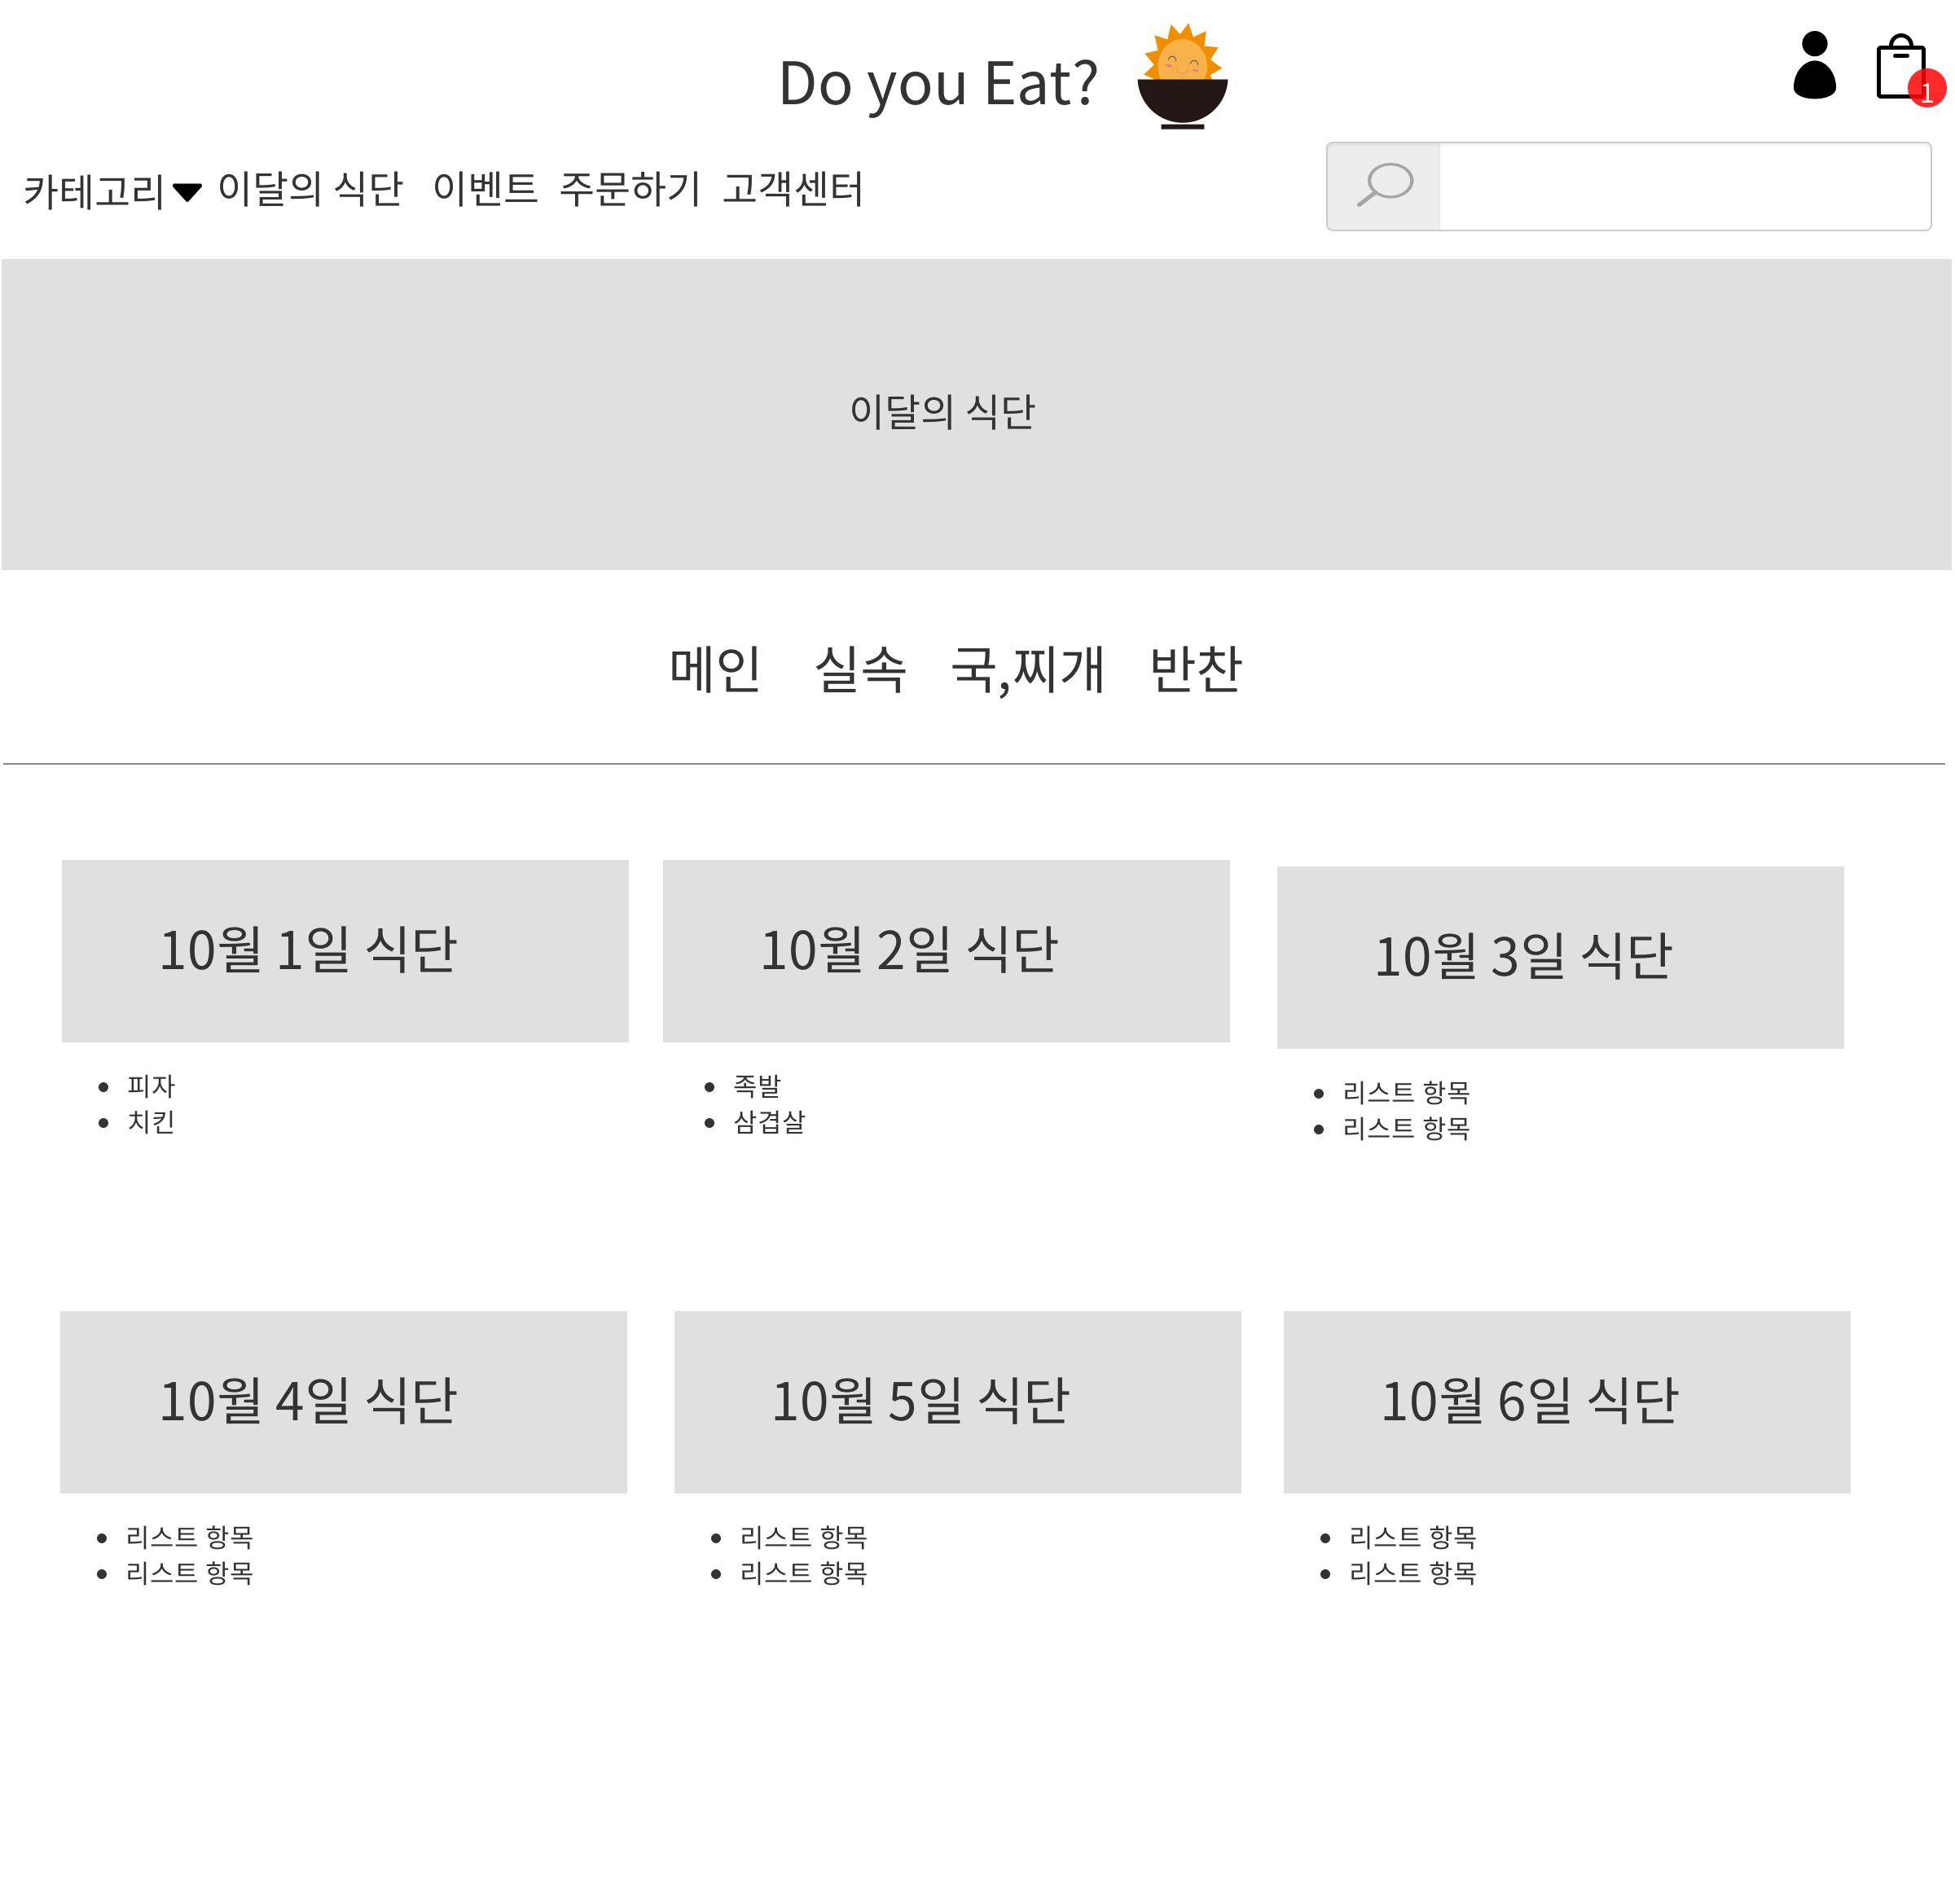 Do you Eat?
1
카테고리 이달의 식단 이벤트 주문하기 고객센터
이달의 식단
메인 실속 국,찌개 반찬
10월 1일 식단
피자
치킨
10월 2일 식단
족발
삼겹살
10월 3일 식단
리스트 항목
리스트 항목
10월 4일 식단
리스트 항목
리스트 항목
10월 5일 식단
리스트 항목
리스트 항목
10월 6일 식단
리스트 항목
리스트 항목